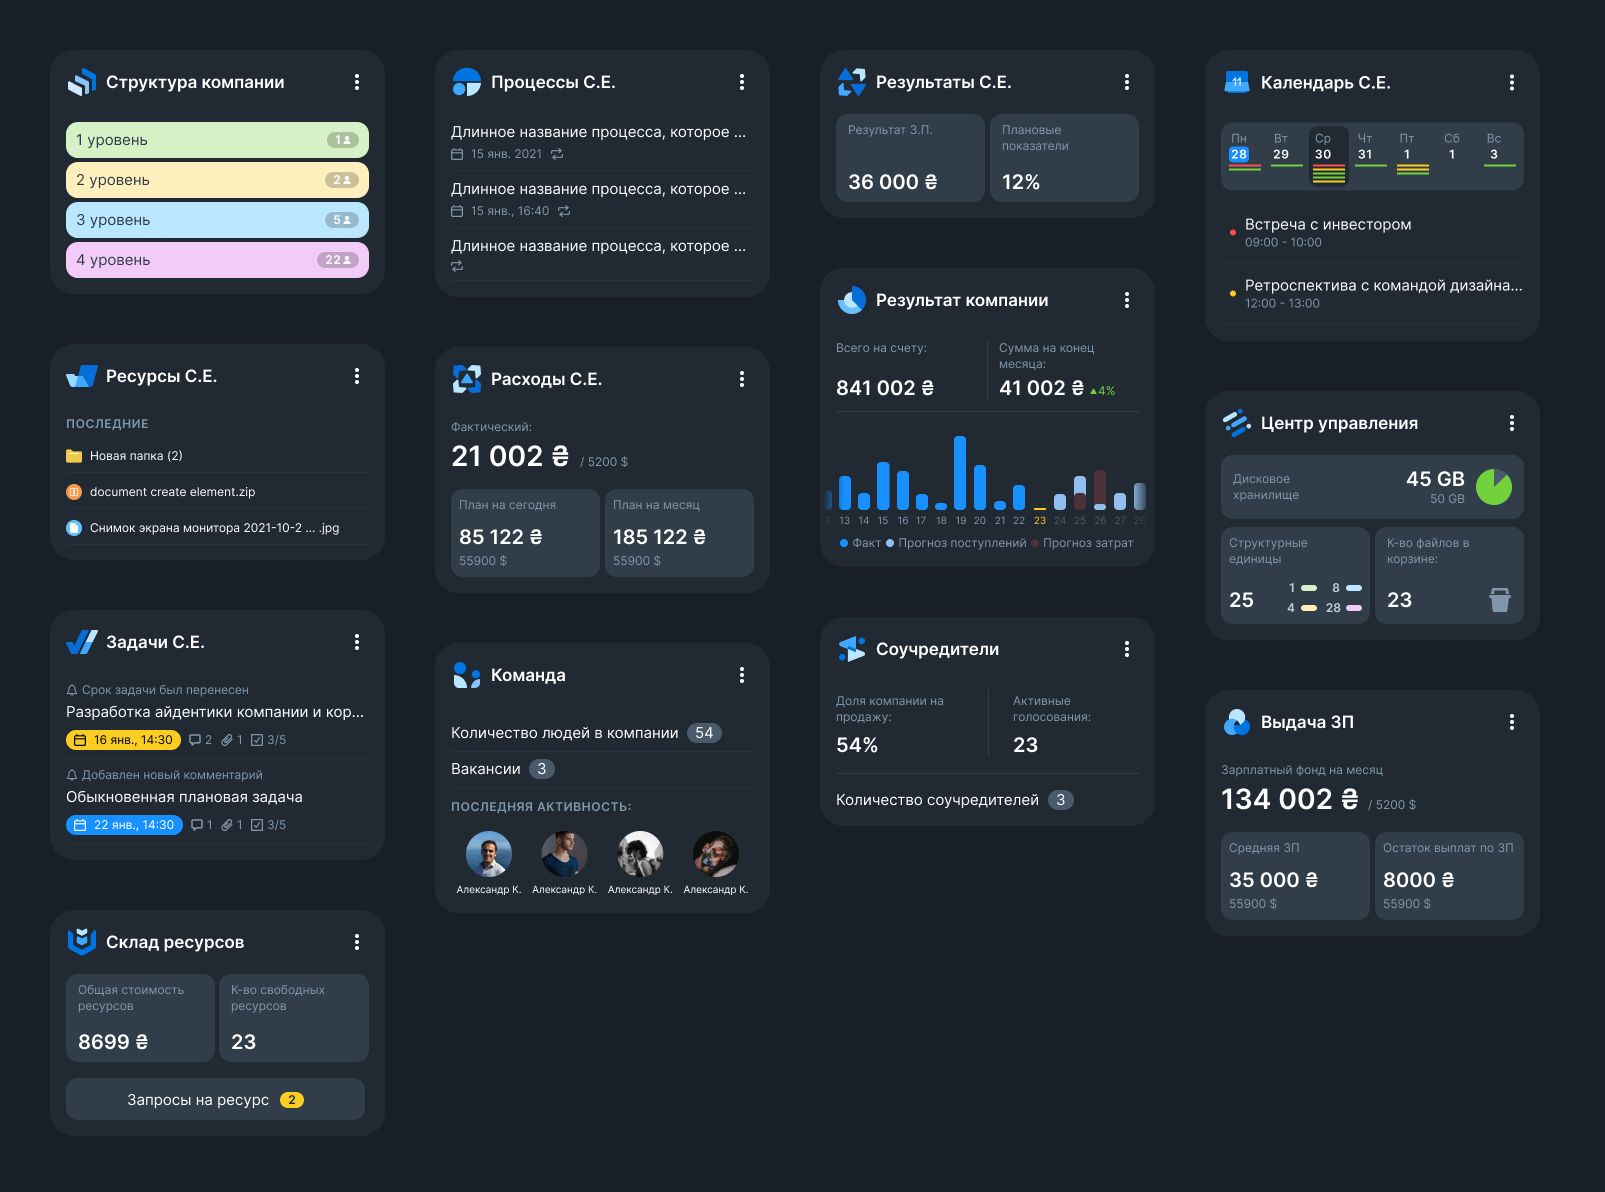 Структура компании
1 уровень
1
2 уровень
2
3 уровень
5
4 уровень
22
Ресурсы С.Е.
ПОСЛЕДНИЕ
Новая папка (2)
document create element.zip
Снимок экрана монитора 2021-10-2 ... .jpg
Задачи С.Е.
Срок задачи был перенесен
Разработка айдентики компании и кор...
16 янв., 14:30 2 1 3/5
Добавлен новый комментарий
Обыкновенная плановая задача
22 янв., 14:30 1 1 3/5
Склад ресурсов
Общая стоимость
ресурсов
8699 ₴
К-во свободных
ресурсов
23
Запросы на ресурс 2
Процессы С.Е.
Длинное название процесса, которое ...
15 янв. 2021
Длинное название процесса, которое ...
15 янв., 16:40
Длинное название процесса, которое ...
Расходы С.Е.
Фактический:
21 002 ₴ / 5200 $
План на сегодня
85 122 ₴
55900 $
План на месяц
185 122 ₴
55900 $
Команда
Количество людей в компании 54
Вакансии 3
ПОСЛЕДНЯЯ АКТИВНОСТЬ:
Александр К. Александр К. Александр К. Александр К.
Результаты С.Е.
Результат З.П.
36 000 ₴
Плановые
показатели
12%
Результат компании
Всего на счету:
841 002 ₴
Сумма на конец
месяца:
41 002 ₴ 4%
2 13 14 15 16 17 18 19 20 21 22 23 24 25 26 27 28
Факт Прогноз поступлений Прогноз затрат
Соучредители
Доля компании на
продажу:
54%
Активные
голосования:
23
Количество соучредителей 3
11
Календарь С.Е.
Пн Вт Ср Чт Пт Сб Вс
28 29 30 31 1 1 3
Встреча с инвестором
09:00 - 10:00
Ретроспектива с командой дизайна...
12:00 - 13:00
Центр управления
Дисковое
хранилище
45 GB
50 GB
Структурные
единицы
25
1 8
4 28
К-во файлов в
корзине:
23
Выдача ЗП
Зарплатный фонд на месяц
134 002 ₴ / 5200 $
Средняя ЗП
35 000 ₴
55900 $
Остаток выплат по ЗП
8000 ₴
55900 $